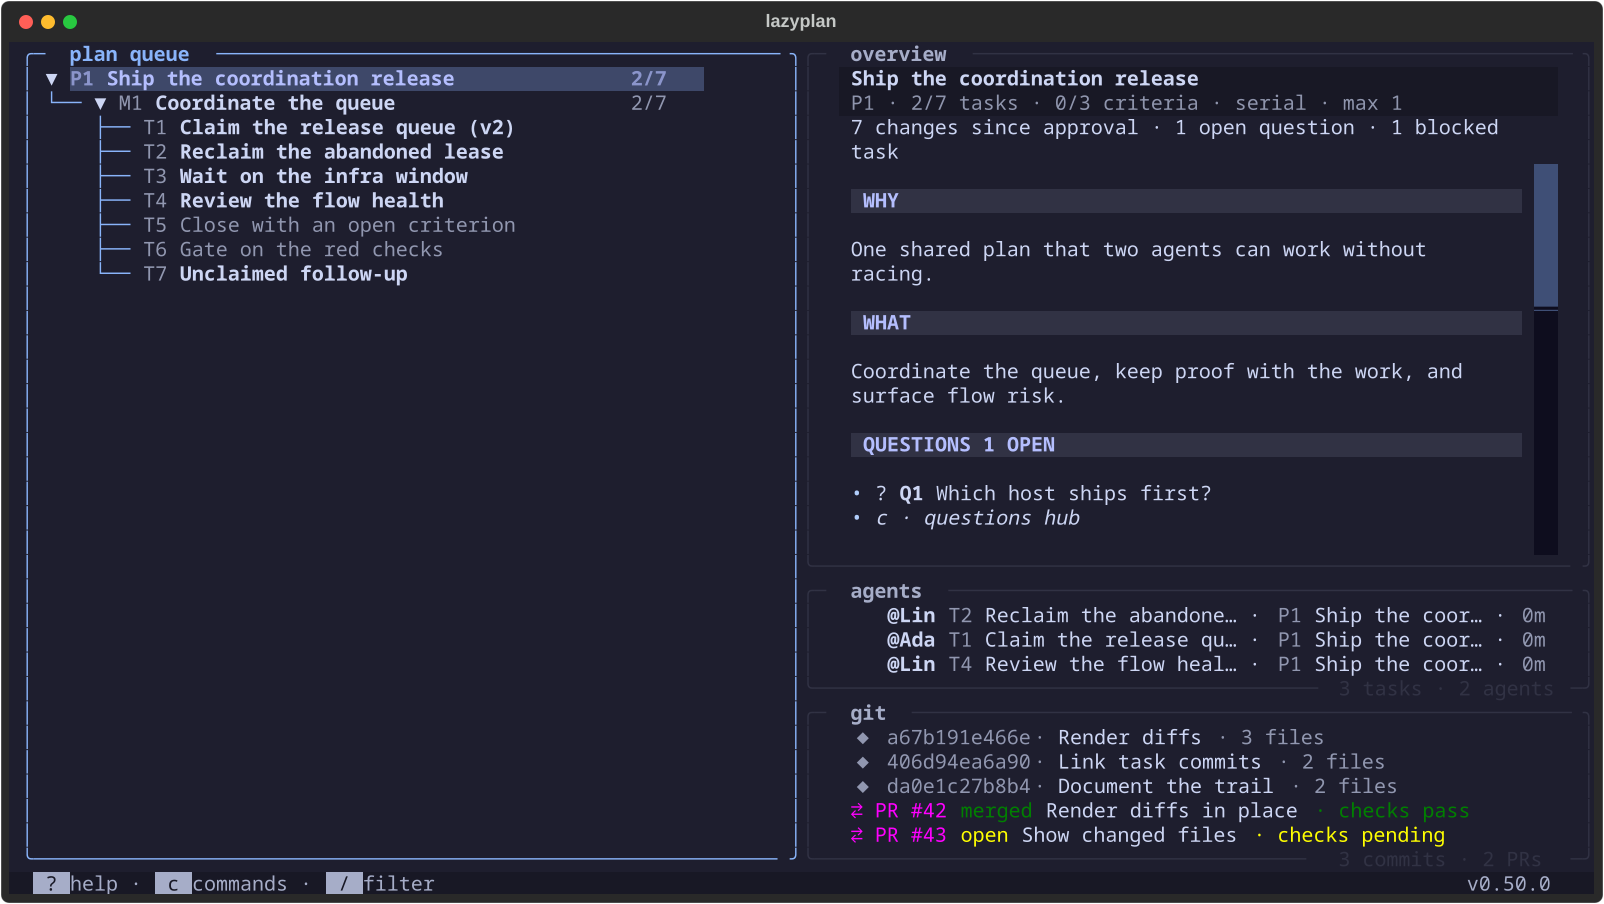 lazyplan
plan queue
▼ P1 Ship the coordination release 2/7
▼ M1 Coordinate the queue 2/7
T1 Claim the release queue (v2)
T2 Reclaim the abandoned lease
T3 Wait on the infra window
T4 Review the flow health
T5 Close with an open criterion
T6 Gate on the red checks
T7 Unclaimed follow-up
overview
Ship the coordination release
P1 · 2/7 tasks · 0/3 criteria · serial · max 1
7 changes since approval · 1 open question · 1 blocked
task
WHY
One shared plan that two agents can work without
racing.
WHAT
Coordinate the queue, keep proof with the work, and
surface flow risk.
QUESTIONS 1 OPEN
• ? Q1 Which host ships first?
• c · questions hub
agents
@Lin T2 Reclaim the abandone… · P1 Ship the coor… · 0m
@Ada T1 Claim the release qu… · P1 Ship the coor… · 0m
@Lin T4 Review the flow heal… · P1 Ship the coor… · 0m
3 tasks · 2 agents
git
◆ a67b191e466e · Render diffs · 3 files
◆ 406d94ea6a90 · Link task commits · 2 files
◆ da0e1c27b8b4 · Document the trail · 2 files
⇄ PR #42 merged Render diffs in place · checks pass
⇄ PR #43 open Show changed files · checks pending
3 commits · 2 PRs
? help · c commands · / filter
v0.50.0